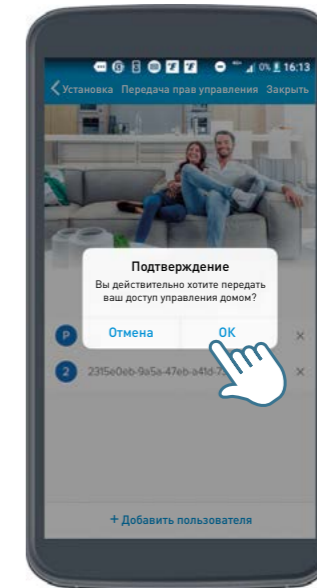 0% 16:13
Установка Передача прав управления Закрыть
Подтверждение
Вы действительно хотите передать
ваш доступ управления домом?
Отмена OK
P
2 2315e0eb-9a5a-47eb-a41d-
+ Добавить пользователя